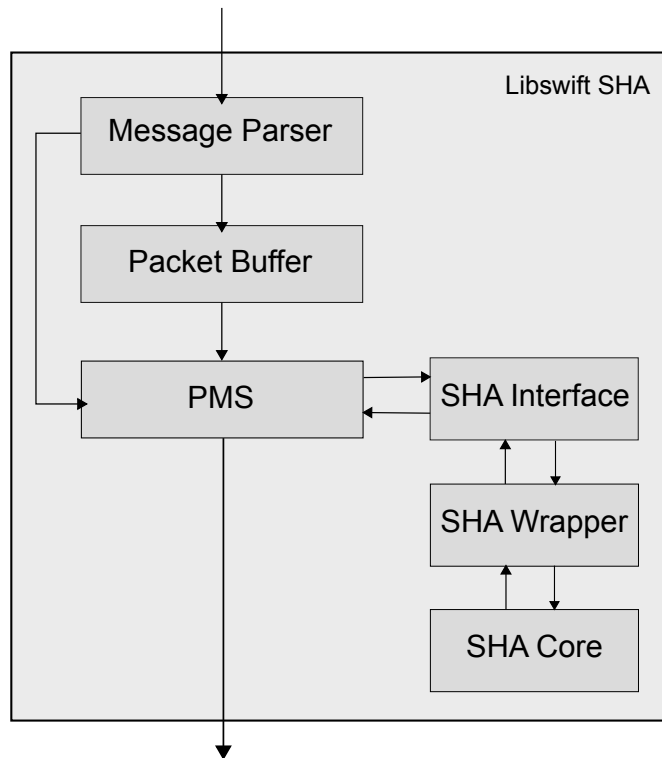 Libswift SHA
Message Parser
Packet Buffer
PMS
SHA Interface
SHA Wrapper
SHA Core